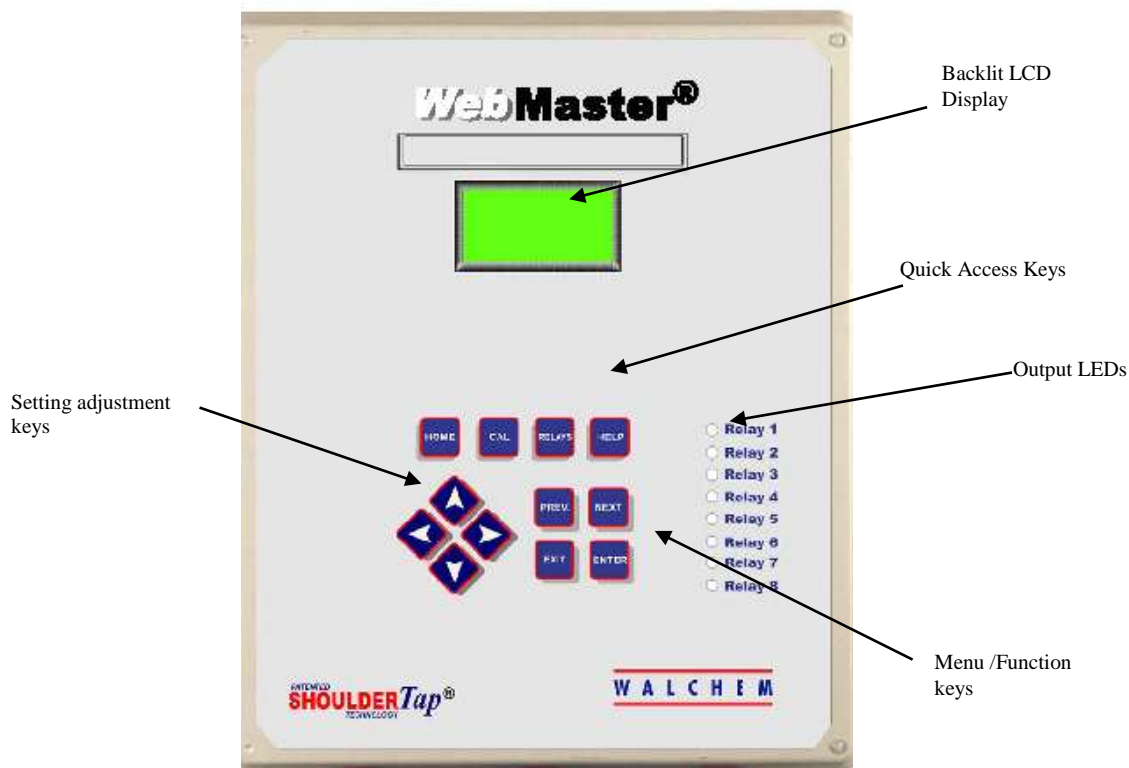 WebMaster®
Backlit LCD
Display
Quick Access Keys
Output LEDs
Setting adjustment
keys
HOME CAL RELAYS HELP
Relay 1
Relay 2
Relay 3
Relay 4
Relay 5
Relay 6
Relay 7
Relay 8
PREV. NEXT
EXIT ENTER
Menu /Function
keys
PATENTED
SHOULDERTap®
TECHNOLOGY
WALCHEM